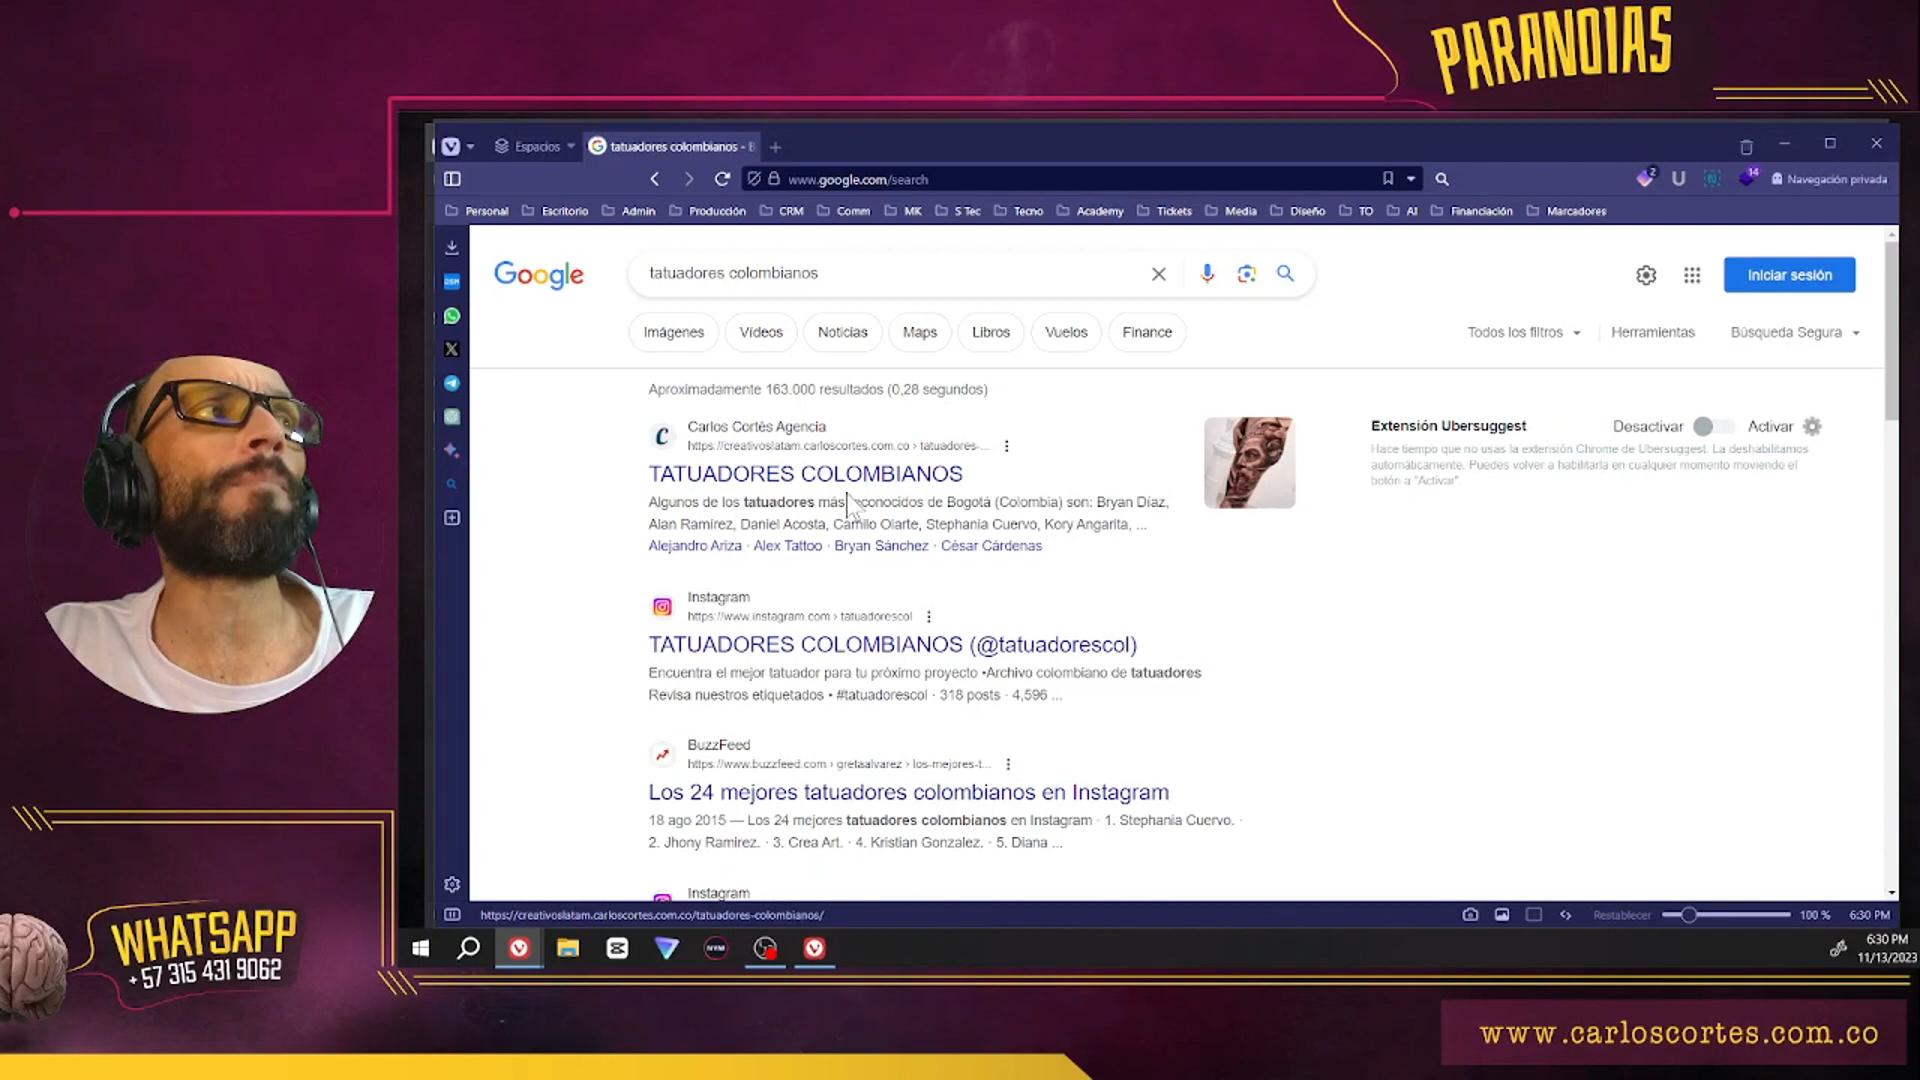 PARANOIAS
Espacios
tatuadores colombianos - B
www.google.com/search
2
14
Navegación privada
Personal
Escritorio
Admin
Producción
CRM
Comm
MK
S Tec
Tecno
Academy
Tickets
Media
Diseño
TO
AI
Financiación
Marcadores
Google
tatuadores colombianos
Iniciar sesión
Imágenes
Vídeos
Noticias
Maps
Libros
Vuelos
Finance
Todos los filtros
Herramientas
Búsqueda Segura
Aproximadamente 163.000 resultados (0,28 segundos)
Carlos Cortés Agencia
https://creativoslatam.carloscortes.com.co › tatuadores-...
TATUADORES COLOMBIANOS
Algunos de los tatuadores más reconocidos de Bogotá (Colombia) son: Bryan Díaz,
Alan Ramírez, Daniel Acosta, Camilo Olarte, Stephania Cuervo, Kory Angarita, ...
Alejandro Ariza · Alex Tattoo · Bryan Sánchez · César Cárdenas
Extensión Ubersuggest
Desactivar
Activar
Hace tiempo que no usas la extensión Chrome de Ubersuggest. La deshabilitamos
automáticamente. Puedes volver a habilitarla en cualquier momento moviendo el
botón a "Activar".
Instagram
https://www.instagram.com › tatuadorescol
TATUADORES COLOMBIANOS (@tatuadorescol)
Encuentra el mejor tatuador para tu próximo proyecto •Archivo colombiano de tatuadores
Revisa nuestros etiquetados • #tatuadorescol · 318 posts · 4,596 ...
BuzzFeed
https://www.buzzfeed.com › gretaalvarez › los-mejores-t...
Los 24 mejores tatuadores colombianos en Instagram
18 ago 2015 — Los 24 mejores tatuadores colombianos en Instagram · 1. Stephania Cuervo. ·
2. Jhony Ramirez. · 3. Crea Art. · 4. Kristian Gonzalez. · 5. Diana ...
Instagram
https://creativoslatam.carloscortes.com.co/tatuadores-colombianos/
Restablecer
100 %
6:30 PM
6:30 PM
11/13/2023
WHATSAPP
+ 57 315 431 9062
www.carloscortes.com.co